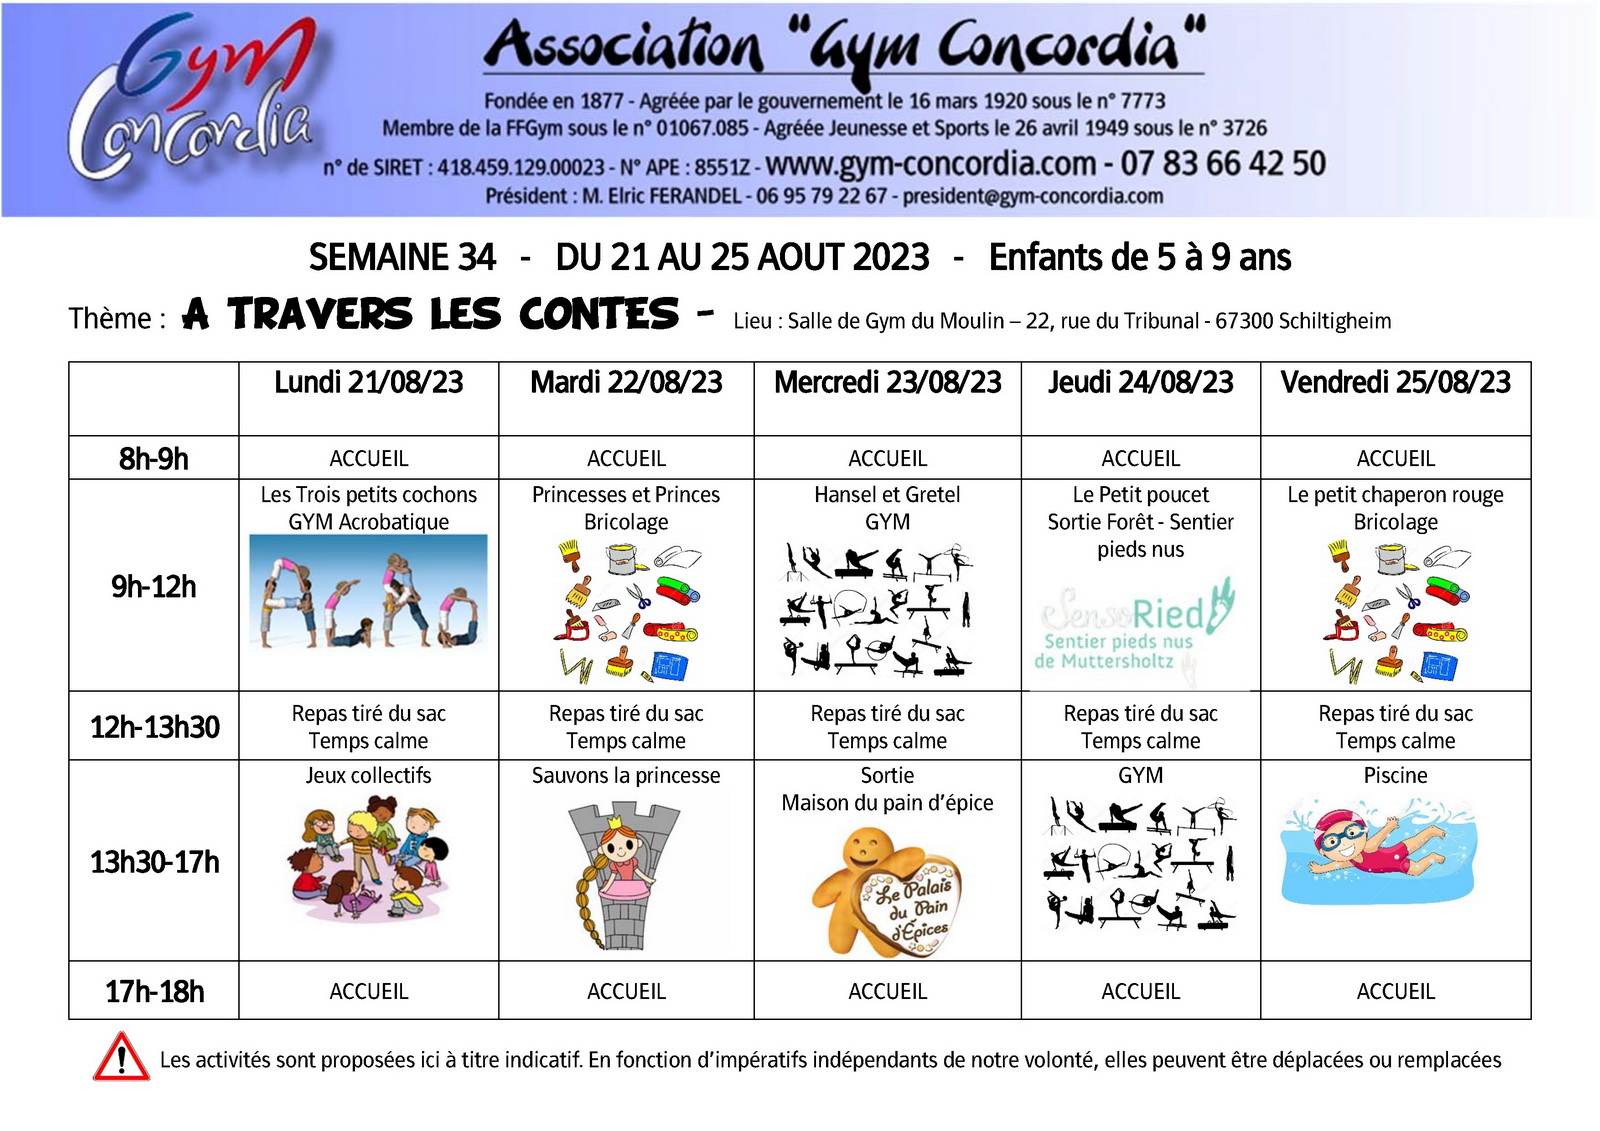 Gym
Concordia
Association "Gym Concordia"
Fondée en 1877 - Agréée par le gouvernement le 16 mars 1920 sous le n° 7773
Membre de la FFGym sous le n° 01067.085 - Agréée Jeunesse et Sports le 26 avril 1949 sous le n° 3726
n° de SIRET : 418.459.129.00023 - N° APE : 8551Z - www.gym-concordia.com - 07 83 66 42 50
Président : M. Elric FERANDEL - 06 95 79 22 67 - president@gym-concordia.com
SEMAINE 34 - DU 21 AU 25 AOUT 2023 - Enfants de 5 à 9 ans
Thème : A TRAVERS LES CONTES - Lieu : Salle de Gym du Moulin – 22, rue du Tribunal - 67300 Schiltigheim
Lundi 21/08/23 Mardi 22/08/23 Mercredi 23/08/23 Jeudi 24/08/23 Vendredi 25/08/23
8h-9h ACCUEIL ACCUEIL ACCUEIL ACCUEIL ACCUEIL
9h-12h
Les Trois petits cochons
GYM Acrobatique
ACRO
Princesses et Princes
Bricolage
Hansel et Gretel
GYM
Le Petit poucet
Sortie Forêt - Sentier
pieds nus
SensoRied
Sentier pieds nus
de Muttersholtz
Le petit chaperon rouge
Bricolage
12h-13h30
Repas tiré du sac
Temps calme
Repas tiré du sac
Temps calme
Repas tiré du sac
Temps calme
Repas tiré du sac
Temps calme
Repas tiré du sac
Temps calme
13h30-17h
Jeux collectifs
Sauvons la princesse
Sortie
Maison du pain d'épice
Le Palais
du Pain
d'Épices
GYM
Piscine
17h-18h ACCUEIL ACCUEIL ACCUEIL ACCUEIL ACCUEIL
Les activités sont proposées ici à titre indicatif. En fonction d'impératifs indépendants de notre volonté, elles peuvent être déplacées ou remplacées